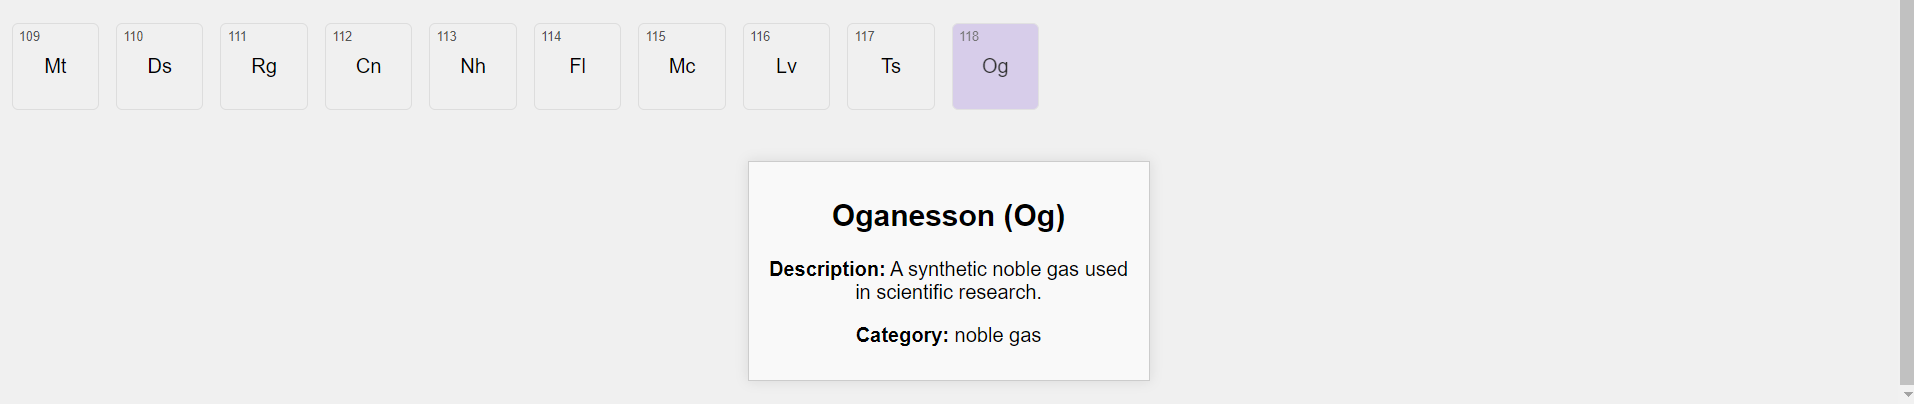 109 110 111 112 113 114 115 116 117 118
Mt Ds Rg Cn Nh Fl Mc Lv Ts Og
Oganesson (Og)
Description: A synthetic noble gas used
in scientific research.
Category: noble gas